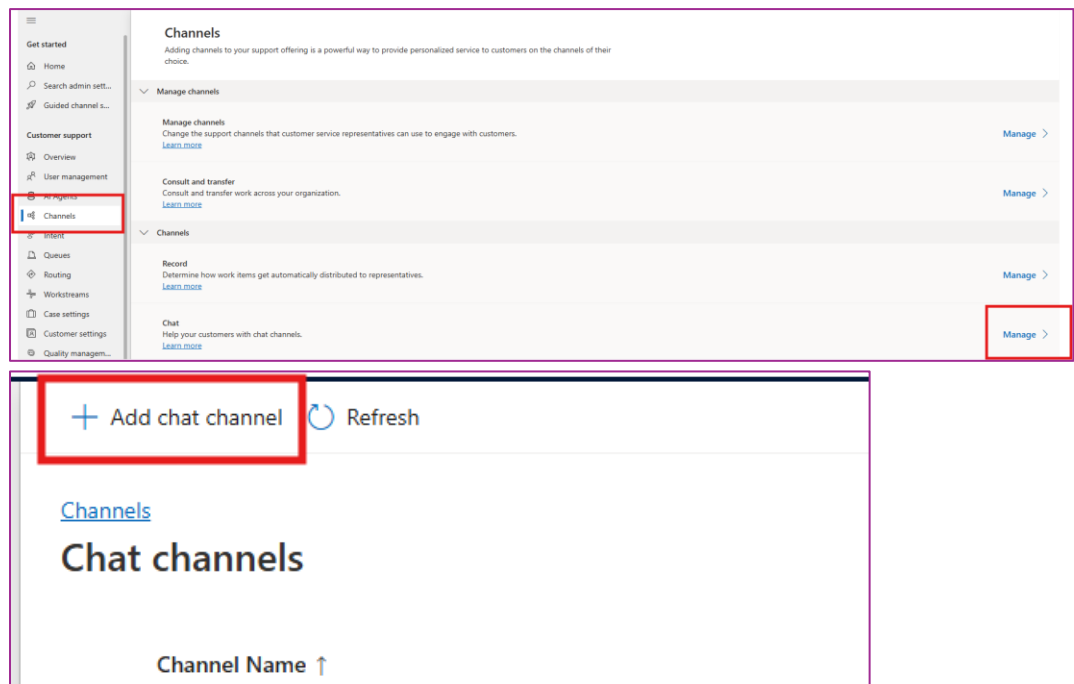 Get started
Home
Search admin sett...
Guided channel s...
Customer support
Overview
User management
AI Agents
Channels
Intent
Queues
Routing
Workstreams
Case settings
Customer settings
Quality managem...
Channels
Adding channels to your support offering is a powerful way to provide personalized service to customers on the channels of their
choice.
Manage channels
Manage channels
Change the support channels that customer service representatives can use to engage with customers.
Learn more
Manage >
Consult and transfer
Consult and transfer work across your organization.
Learn more
Manage >
Channels
Record
Determine how work items get automatically distributed to representatives.
Learn more
Manage >
Chat
Help your customers with chat channels.
Learn more
Manage >
+ Add chat channel Refresh
Channels
Chat channels
Channel Name ↑